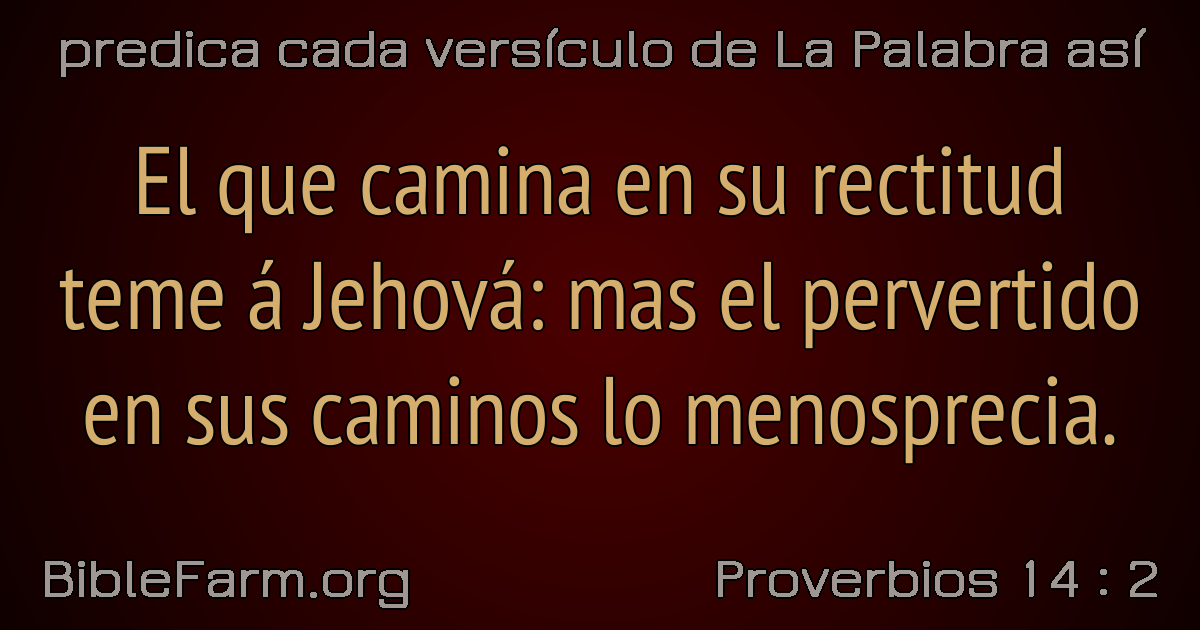 predica cada versículo de La Palabra así
El que camina en su rectitud
teme á Jehová: mas el pervertido
en sus caminos lo menosprecia.
BibleFarm.org
Proverbios 14 : 2